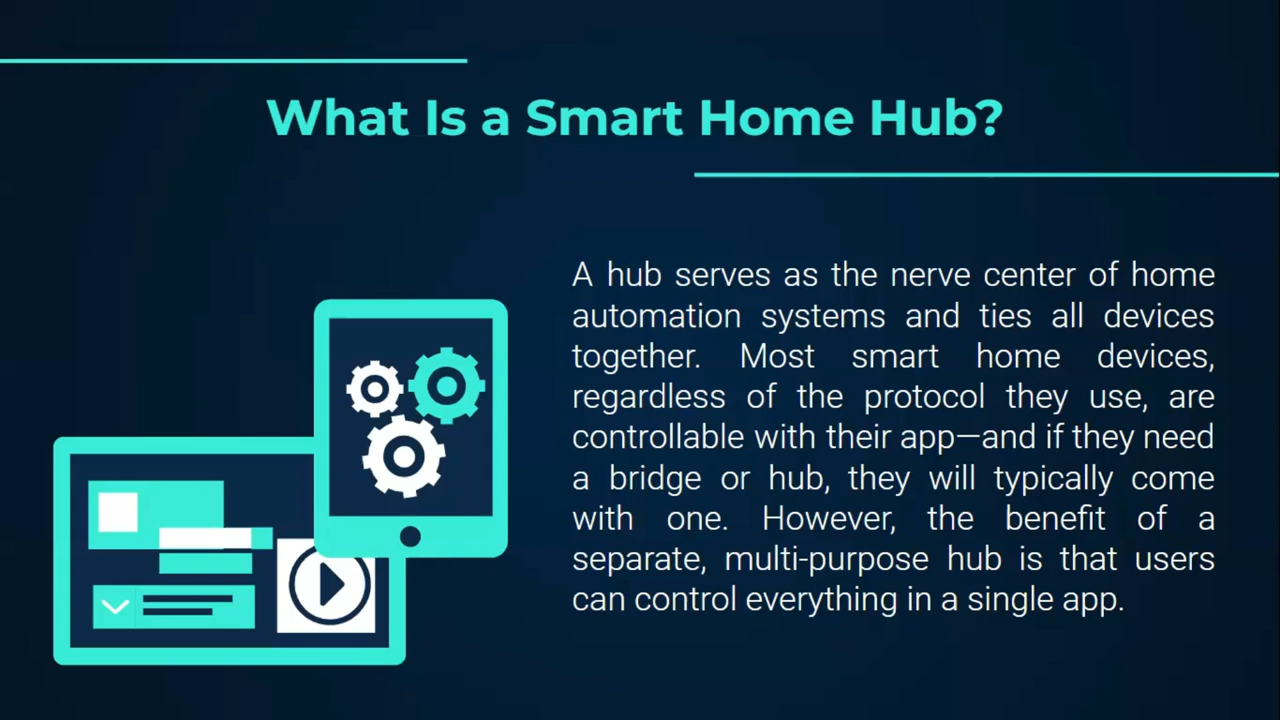 What Is a Smart Home Hub?
A hub serves as the nerve center of home
automation systems and ties all devices
together. Most smart home devices,
regardless of the protocol they use, are
controllable with their app—and if they need
a bridge or hub, they will typically come
with one. However, the benefit of a
separate, multi-purpose hub is that users
can control everything in a single app.